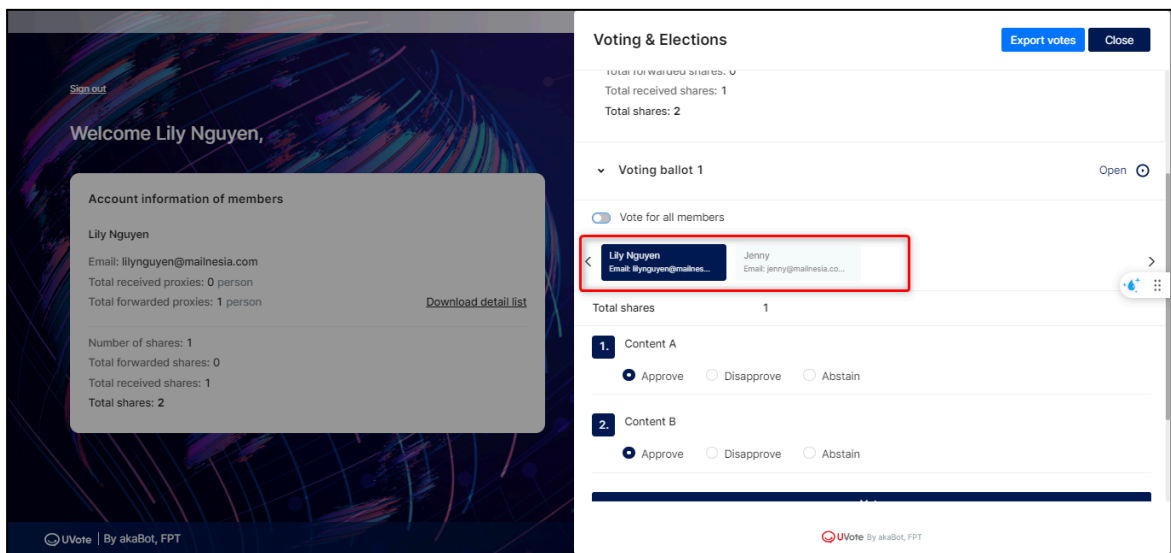 Sign out
Welcome Lily Nguyen,
Account information of members
Lily Nguyen
Email: lilynguyen@mailnesia.com
Total received proxies: 0 person
Total forwarded proxies: 1 person
Download detail list
Number of shares: 1
Total forwarded shares: 0
Total received shares: 1
Total shares: 2
UVote | By akaBot, FPT
Voting & Elections
Export votes
Close
Total forwarded shares: 0
Total received shares: 1
Total shares: 2
Voting ballot 1
Open
Vote for all members
Lily Nguyen
Email: lilynguyen@mailnes...
Jenny
Email: jenny@mailnesia.co...
Total shares 1
1. Content A
Approve Disapprove Abstain
2. Content B
Approve Disapprove Abstain
UVote By akaBot, FPT